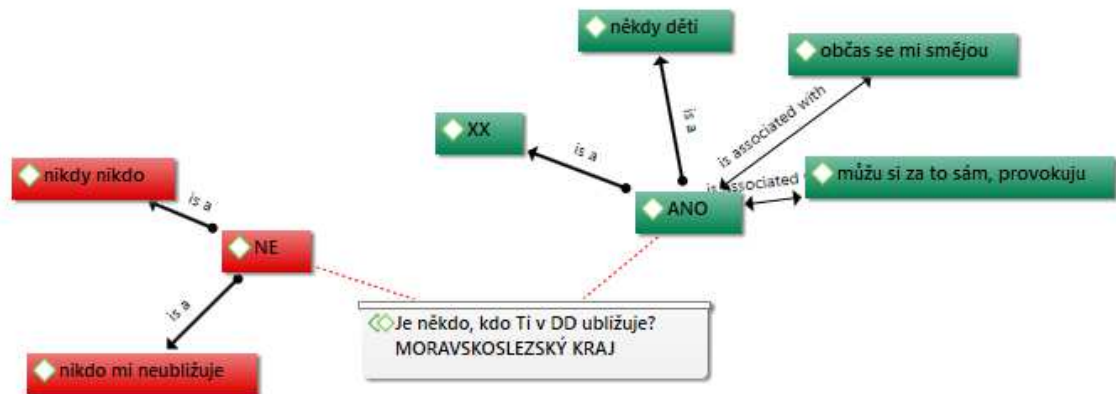 někdy děti
občas se mi smějou
is associated with
is a
XX
is a
můžu si za to sám, provokuju
is associated
nikdy nikdo
is a
ANO
NE
is a
Je někdo, kdo Ti v DD ubližuje?
MORAVSKOSLEZSKÝ KRAJ
nikdo mi neubližuje